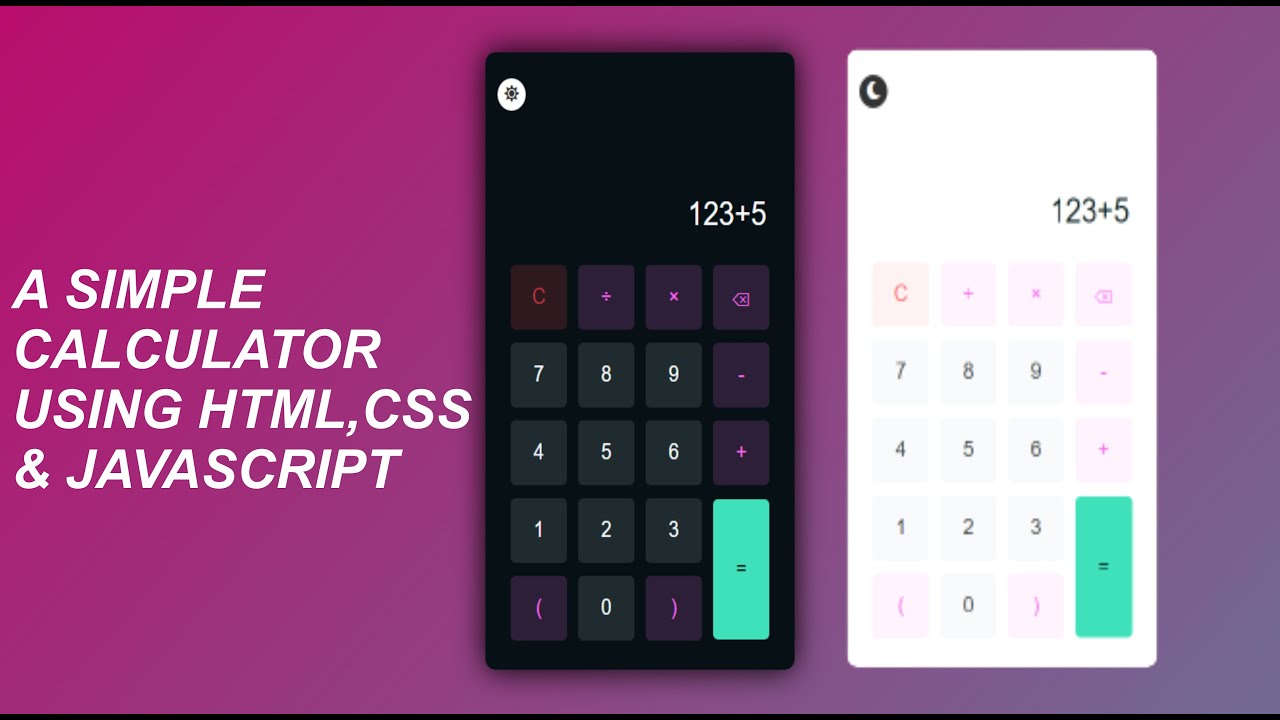 A SIMPLE
CALCULATOR
USING HTML,CSS
& JAVASCRIPT
123+5
C ÷ ×
7 8 9 -
4 5 6 +
1 2 3
=
( 0 )
123+5
C ÷ ×
7 8 9 -
4 5 6 +
1 2 3
=
( 0 )